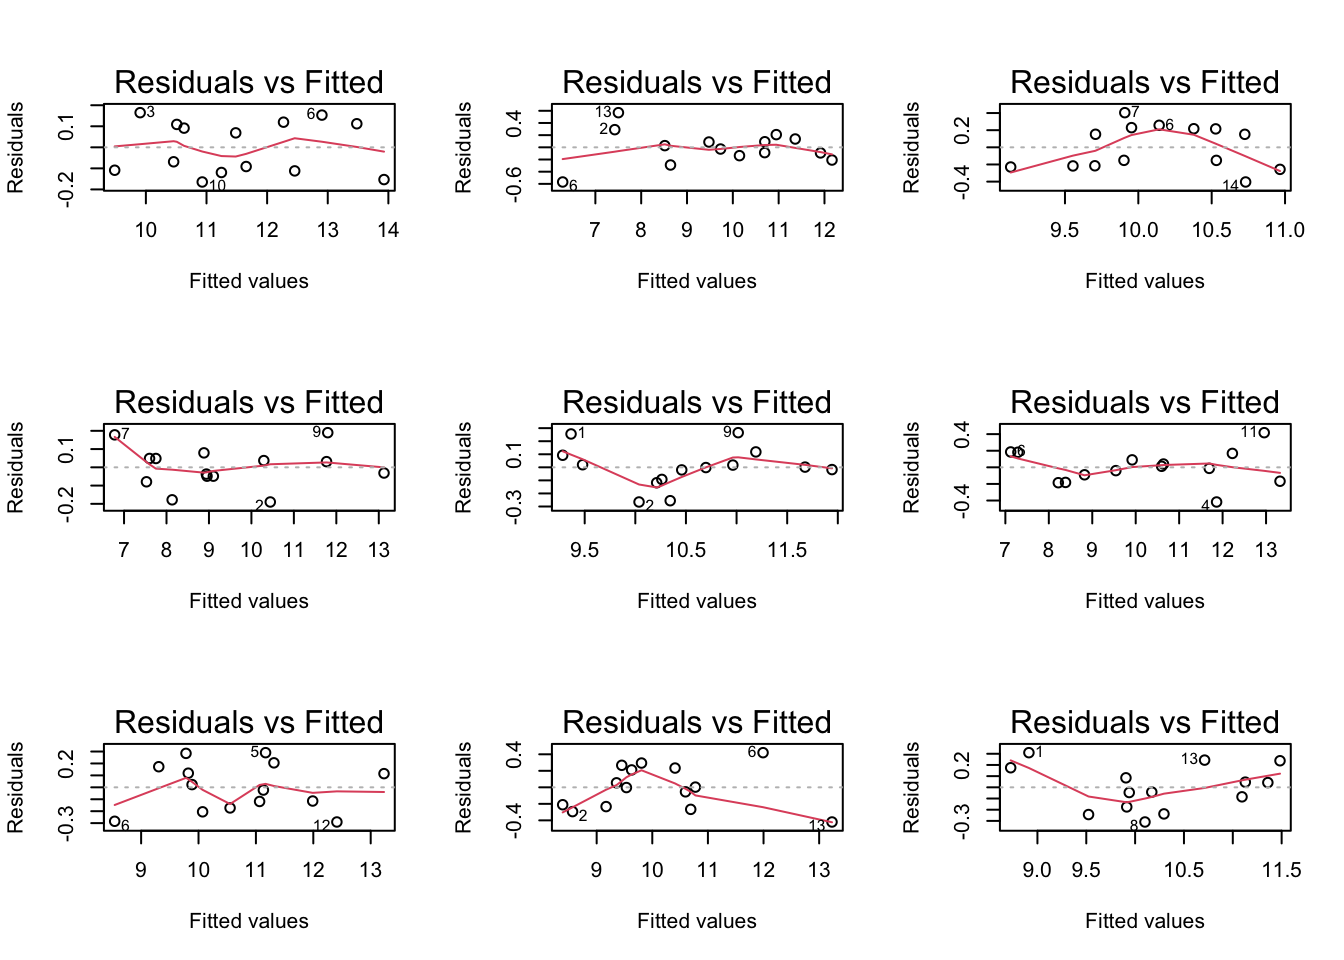 Residuals vs Fitted
Residuals
0.1
-0.2
3
6
10
10 11 12 13 14
Fitted values
Residuals vs Fitted
Residuals
0.4
-0.6
13
2
6
7 8 9 10 11 12
Fitted values
Residuals vs Fitted
Residuals
0.2
-0.4
7
6
14
9.5 10.0 10.5 11.0
Fitted values
Residuals vs Fitted
Residuals
0.1
-0.2
7
9
2
7 8 9 10 11 12 13
Fitted values
Residuals vs Fitted
Residuals
0.1
-0.3
1
9
2
9.5 10.5 11.5
Fitted values
Residuals vs Fitted
Residuals
0.4
-0.4
11
6
4
7 8 9 10 11 12 13
Fitted values
Residuals vs Fitted
Residuals
0.2
-0.3
5
6
12
9 10 11 12 13
Fitted values
Residuals vs Fitted
Residuals
0.4
-0.4
6
2
13
9 10 11 12 13
Fitted values
Residuals vs Fitted
Residuals
0.2
-0.3
1
13
8
9.0 9.5 10.5 11.5
Fitted values